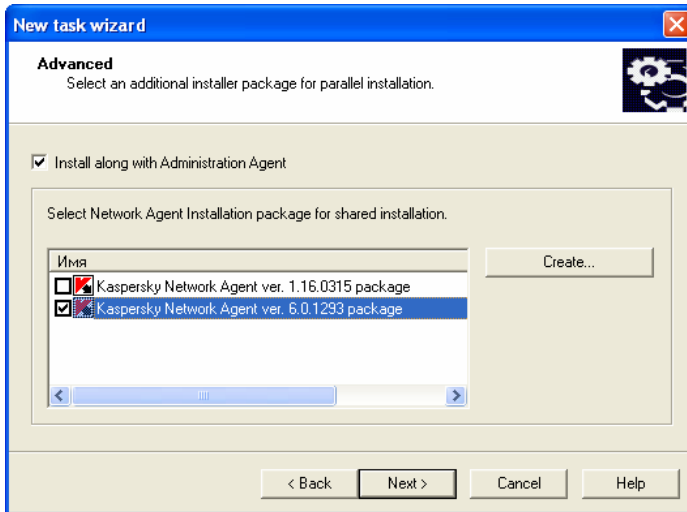 New task wizard
Advanced
Select an additional installer package for parallel installation.
Install along with Administration Agent
Select Network Agent Installation package for shared installation.
Имя
Kaspersky Network Agent ver. 1.16.0315 package
Kaspersky Network Agent ver. 6.0.1293 package
Create...
< Back
Next >
Cancel
Help